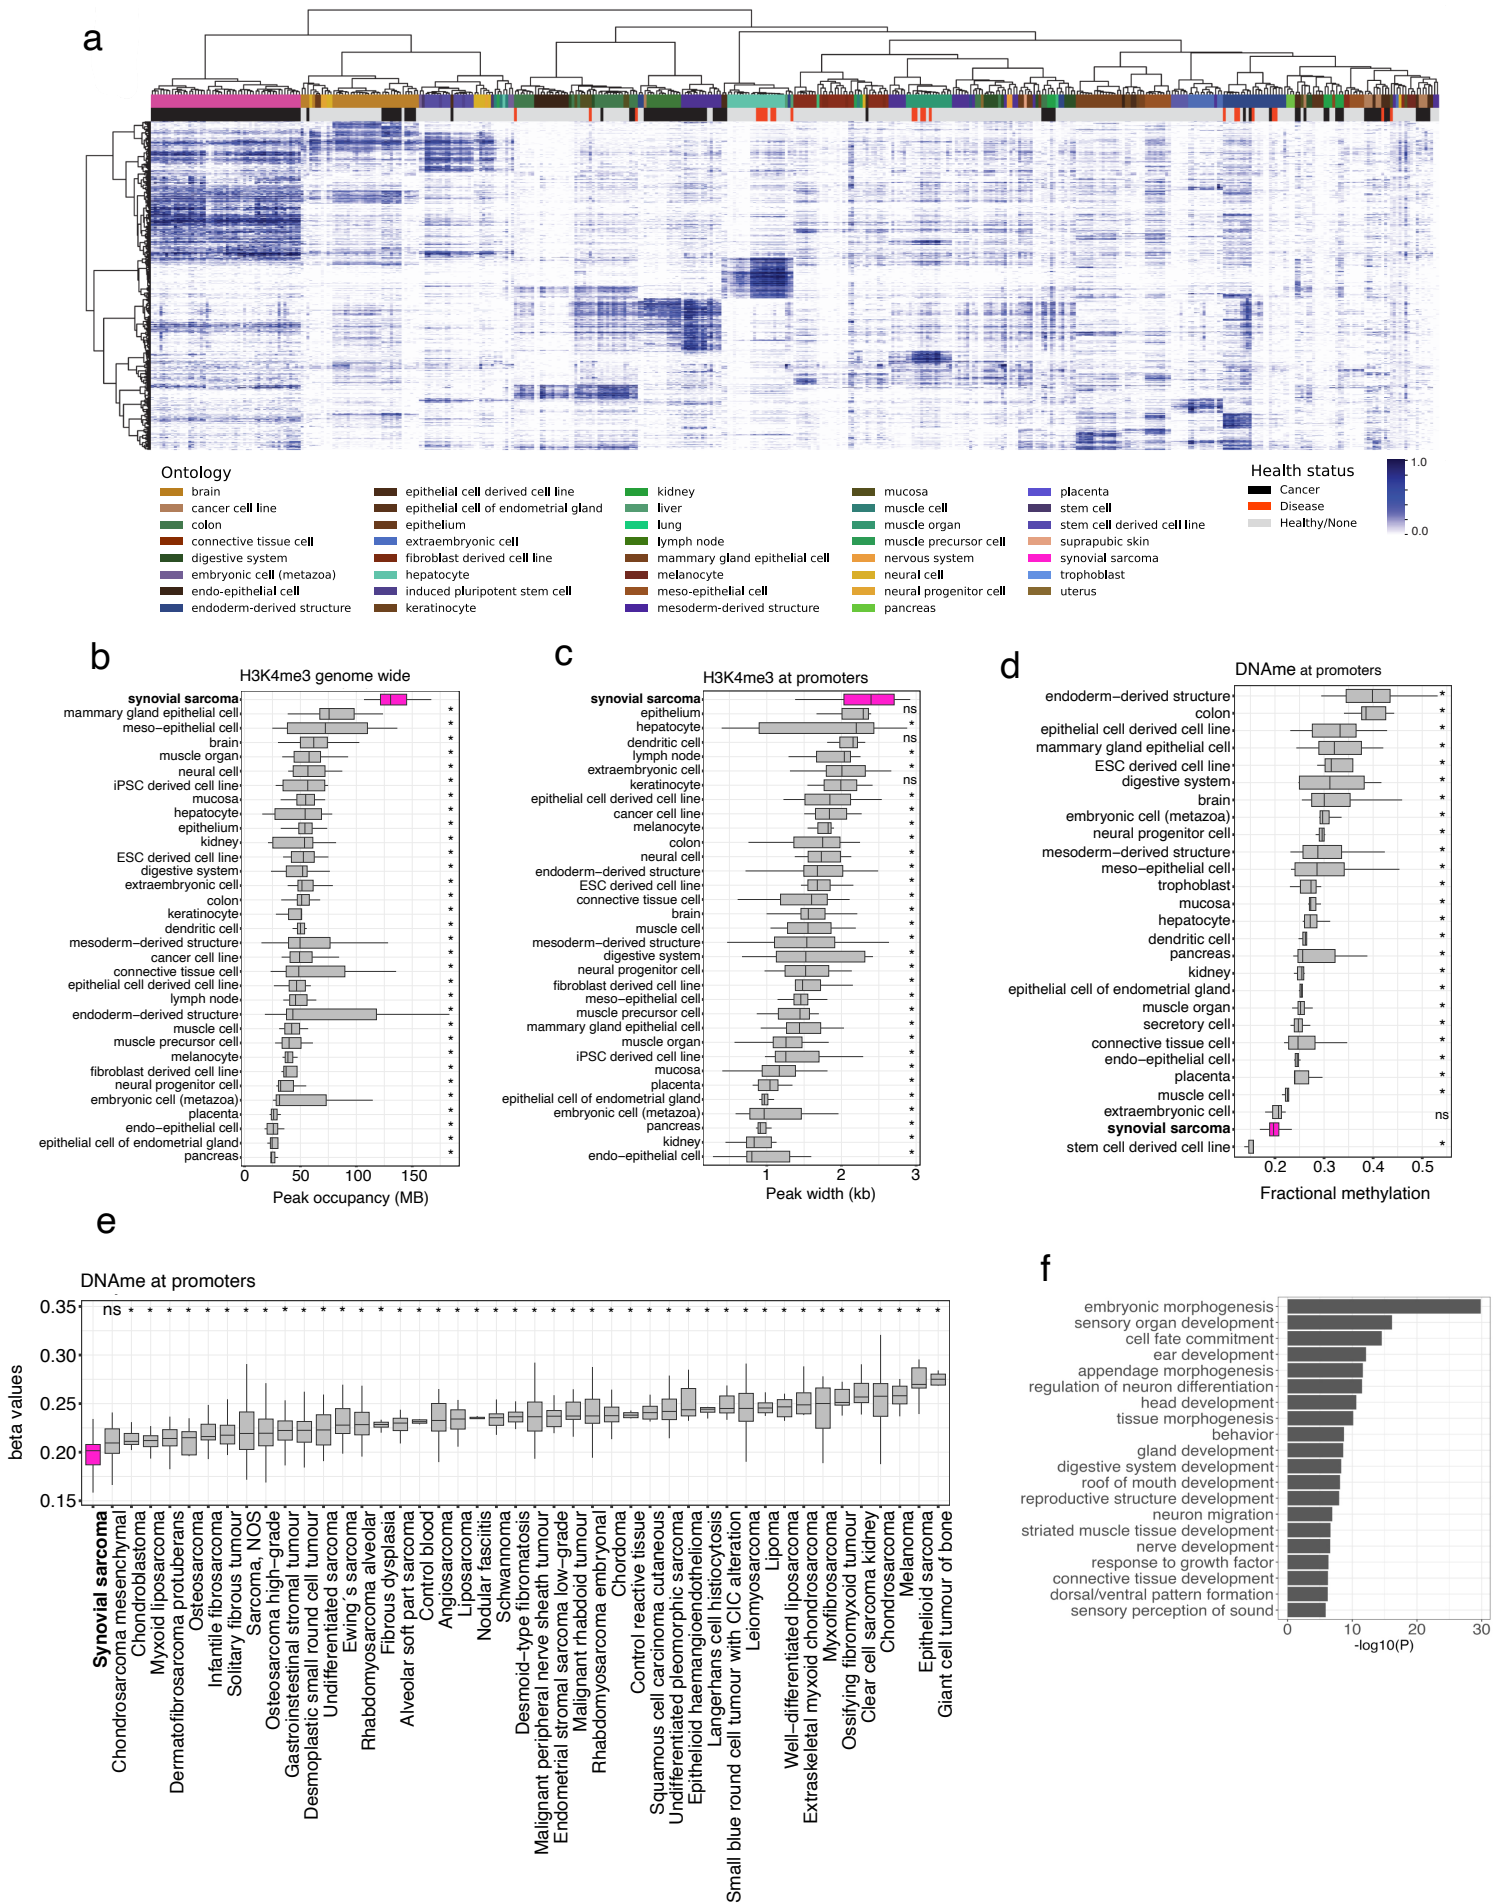 a
Ontology
brain
cancer cell line
colon
connective tissue cell
digestive system
embryonic cell (metazoa)
endo-epithelial cell
endoderm-derived structure
epithelial cell derived cell line
epithelial cell of endometrial gland
epithelium
extraembryonic cell
fibroblast derived cell line
hepatocyte
induced pluripotent stem cell
keratinocyte
kidney
liver
lung
lymph node
mammary gland epithelial cell
melanocyte
meso-epithelial cell
mesoderm-derived structure
mucosa
muscle cell
muscle organ
muscle precursor cell
nervous system
neural cell
neural progenitor cell
pancreas
placenta
stem cell
stem cell derived cell line
suprapubic skin
synovial sarcoma
trophoblast
uterus
Health status
Cancer
Disease
Healthy/None
1.0
0.0
b
H3K4me3 genome wide
synovial sarcoma
mammary gland epithelial cell *
meso−epithelial cell *
brain *
muscle organ *
neural cell *
iPSC derived cell line *
mucosa *
hepatocyte *
epithelium *
kidney *
ESC derived cell line *
digestive system *
extraembryonic cell *
colon *
keratinocyte *
dendritic cell *
mesoderm−derived structure *
cancer cell line *
connective tissue cell *
epithelial cell derived cell line *
lymph node *
endoderm−derived structure *
muscle cell *
muscle precursor cell *
melanocyte *
fibroblast derived cell line *
neural progenitor cell *
embryonic cell (metazoa) *
placenta *
endo−epithelial cell *
epithelial cell of endometrial gland *
pancreas *
0 50 100 150
Peak occupancy (MB)
c
H3K4me3 at promoters
synovial sarcoma
epithelium ns
hepatocyte *
dendritic cell ns
lymph node *
extraembryonic cell *
keratinocyte ns
epithelial cell derived cell line *
cancer cell line *
melanocyte *
colon *
neural cell *
endoderm−derived structure *
ESC derived cell line *
connective tissue cell *
brain *
muscle cell *
mesoderm−derived structure *
digestive system *
neural progenitor cell *
fibroblast derived cell line *
meso−epithelial cell *
muscle precursor cell *
mammary gland epithelial cell *
muscle organ *
iPSC derived cell line *
mucosa *
placenta *
epithelial cell of endometrial gland *
embryonic cell (metazoa) *
pancreas *
kidney *
endo−epithelial cell *
1 2 3
Peak width (kb)
d
DNAme at promoters
endoderm−derived structure *
colon *
epithelial cell derived cell line *
mammary gland epithelial cell *
ESC derived cell line *
digestive system *
brain *
embryonic cell (metazoa) *
neural progenitor cell *
mesoderm−derived structure *
meso−epithelial cell *
trophoblast *
mucosa *
hepatocyte *
dendritic cell *
pancreas *
kidney *
epithelial cell of endometrial gland *
muscle organ *
secretory cell *
connective tissue cell *
endo−epithelial cell *
placenta *
muscle cell *
extraembryonic cell ns
synovial sarcoma
stem cell derived cell line *
0.2 0.3 0.4 0.5
Fractional methylation
e
DNAme at promoters
beta values
0.35
0.30
0.25
0.20
0.15
ns * * * * * * * * * * * * * * * * * * * * * * * * * * * * * * * * * * * * * * * * * * *
Synovial sarcoma
Chondrosarcoma mesenchymal
Chondroblastoma
Myxoid liposarcoma
Dermatofibrosarcoma protuberans
Osteosarcoma
Infantile fibrosarcoma
Solitary fibrous tumour
Sarcoma, NOS
Osteosarcoma high−grade
Gastrointestinal stromal tumour
Desmoplastic small round cell tumour
Undifferentiated sarcoma
Ewing´s sarcoma
Rhabdomyosarcoma alveolar
Fibrous dysplasia
Alveolar soft part sarcoma
Control blood
Angiosarcoma
Liposarcoma
Nodular fasciitis
Schwannoma
Desmoid−type fibromatosis
Malignant peripheral nerve sheath tumour
Endometrial stromal sarcoma low−grade
Malignant rhabdoid tumour
Rhabdomyosarcoma embryonal
Chordoma
Control reactive tissue
Squamous cell carcinoma cutaneous
Undifferentiated pleomorphic sarcoma
Epithelioid haemangioendothelioma
Langerhans cell histiocytosis
Small blue round cell tumour with CIC alteration
Leiomyosarcoma
Lipoma
Well−differentiated liposarcoma
Extraskeletal myxoid chondrosarcoma
Myxofibrosarcoma
Ossifying fibromyxoid tumour
Clear cell sarcoma kidney
Chondrosarcoma
Melanoma
Epithelioid sarcoma
Giant cell tumour of bone
f
embryonic morphogenesis
sensory organ development
cell fate commitment
ear development
appendage morphogenesis
regulation of neuron differentiation
head development
tissue morphogenesis
behavior
gland development
digestive system development
roof of mouth development
reproductive structure development
neuron migration
striated muscle tissue development
nerve development
response to growth factor
connective tissue development
dorsal/ventral pattern formation
sensory perception of sound
0 10 20 30
-log10(P)